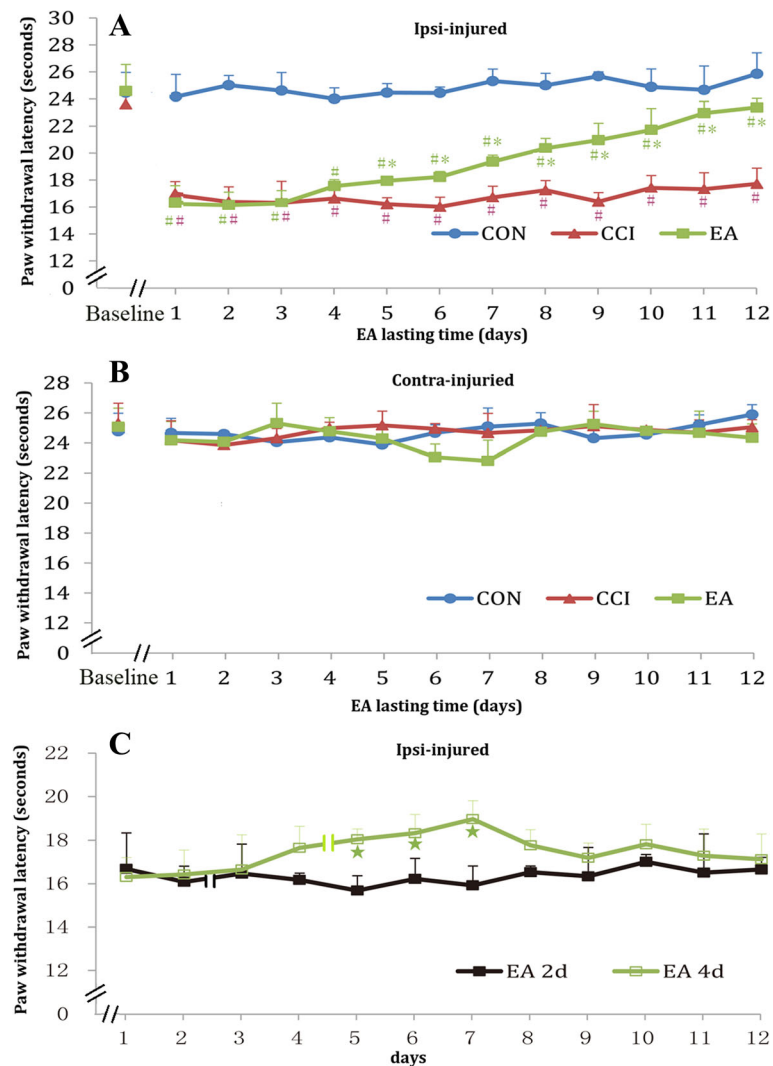 A
Ipsi-injured
Paw withdrawal latency (seconds)
30
28
26
24
22
20
18
16
14
12
0
# #* #* #* #* #* #* #* #*
## ## ## # # # # # # # # #
CON CCI EA
Baseline 1 2 3 4 5 6 7 8 9 10 11 12
EA lasting time (days)
B
Contra-injuried
Paw withdrawal latency (seconds)
28
26
24
22
20
18
16
14
12
0
CON CCI EA
Baseline 1 2 3 4 5 6 7 8 9 10 11 12
EA lasting time (days)
C
Ipsi-injured
Paw withdrawal latency (seconds)
22
20
18
16
12
0
EA 2d EA 4d
1 2 3 4 5 6 7 8 9 10 11 12
days